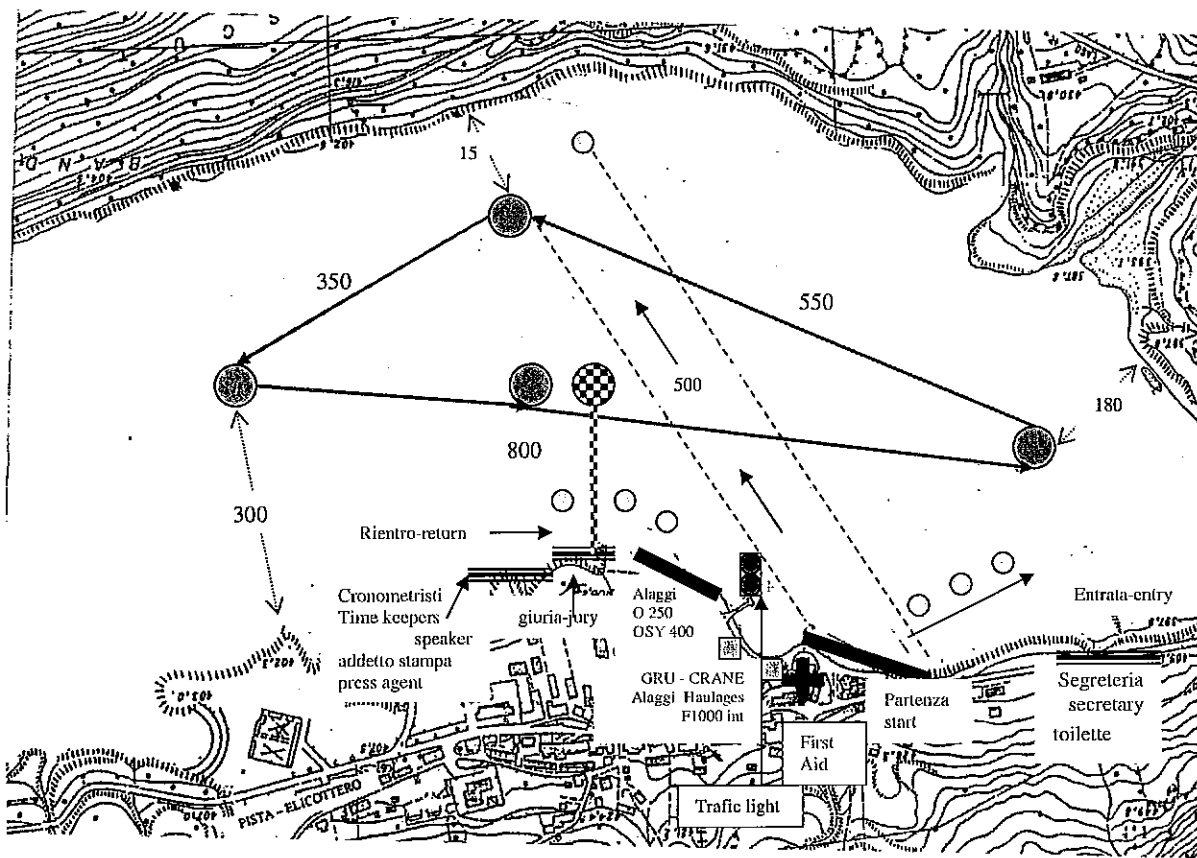 15
350
550
500
180
800
300
Rientro-return
Cronometristi
Time keepers
speaker
addetto stampa
press agent
giuria-jury
Alaggi
O 250
OSY 400
GRU - CRANE
Alaggi Haulages
F1000 int
Partenza
start
Entrata-entry
Segreteria
secretary
toilette
First
Aid
Trafic light
PISTA - ELICOTTERO